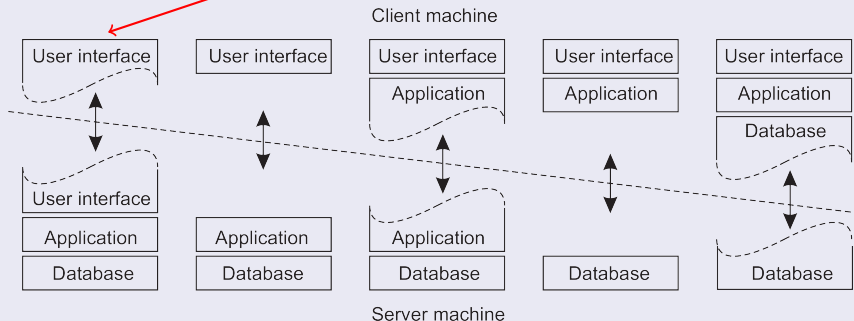 Client machine
User interface User interface User interface User interface User interface
Application Application Application
Database
User interface
Application Application Application
Database Database Database Database Database
Server machine